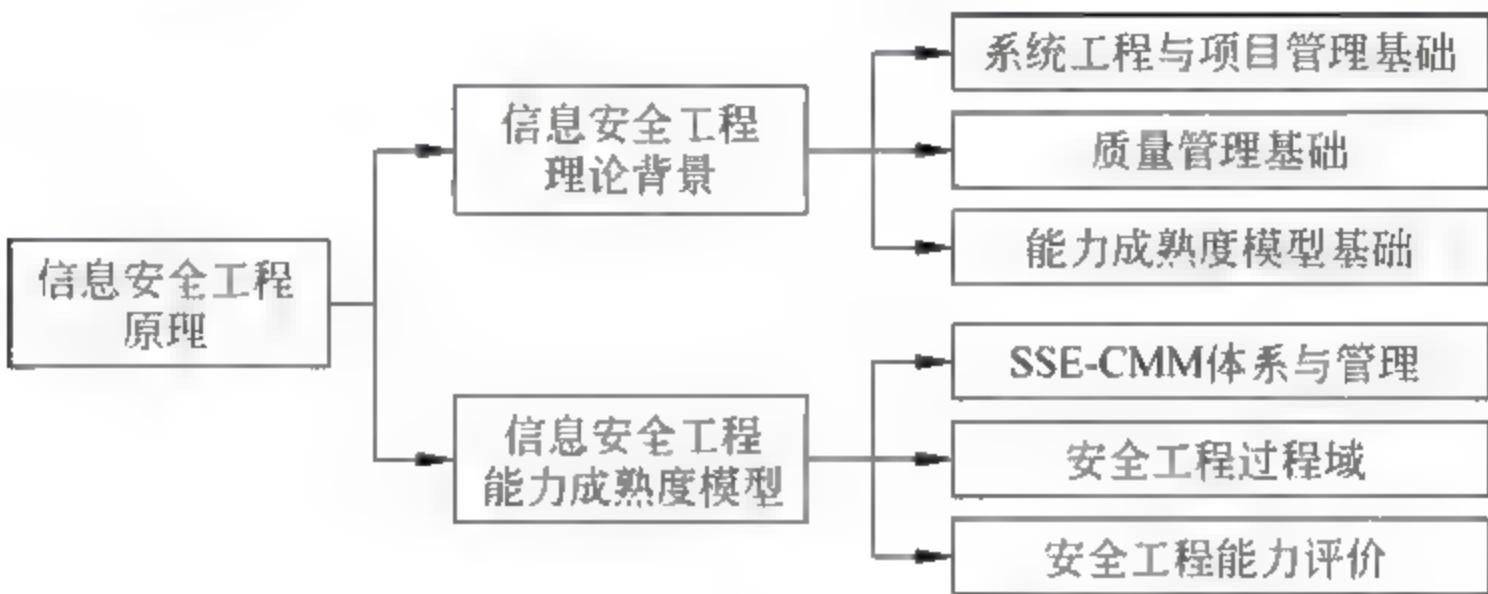 信息安全工程
原理
信息安全工程
理论背景
系统工程与项目管理基础
质量管理基础
能力成熟度模型基础
信息安全工程
能力成熟度模型
SSE-CMM体系与管理
安全工程过程域
安全工程能力评价